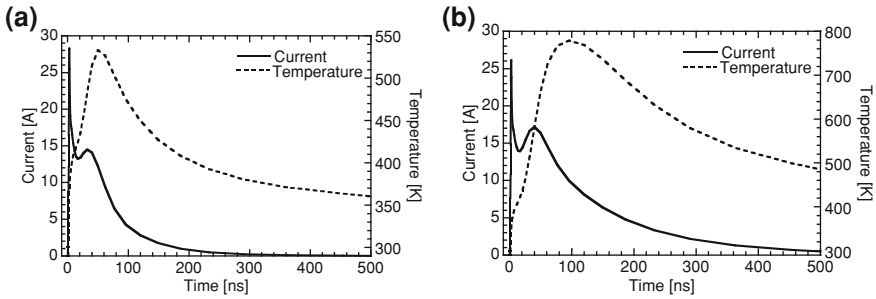 (a)
30
25
20
15
10
5
0
Current [A]
550
500
450
400
350
300
Temperature [K]
Current
Temperature
0 100 200 300 400 500
Time [ns]
(b)
30
25
20
15
10
5
0
Current [A]
800
700
600
500
400
300
Temperature [K]
Current
Temperature
0 100 200 300 400 500
Time [ns]